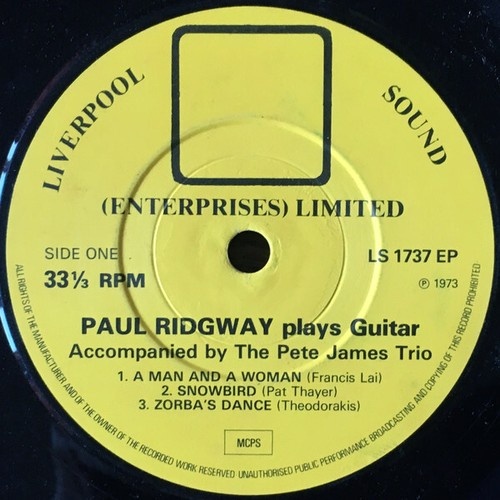 LIVERPOOL SOUND
(ENTERPRISES) LIMITED
SIDE ONE
33⅓ RPM
LS 1737 EP
℗ 1973
PAUL RIDGWAY plays Guitar
Accompanied by The Pete James Trio
1. A MAN AND A WOMAN (Francis Lai)
2. SNOWBIRD (Pat Thayer)
3. ZORBA'S DANCE (Theodorakis)
MCPS
ALL RIGHTS OF THE MANUFACTURER AND OF THE OWNER OF THE RECORDED WORK RESERVED UNAUTHORISED PUBLIC PERFORMANCE BROADCASTING AND COPYING OF THIS RECORD PROHIBITED